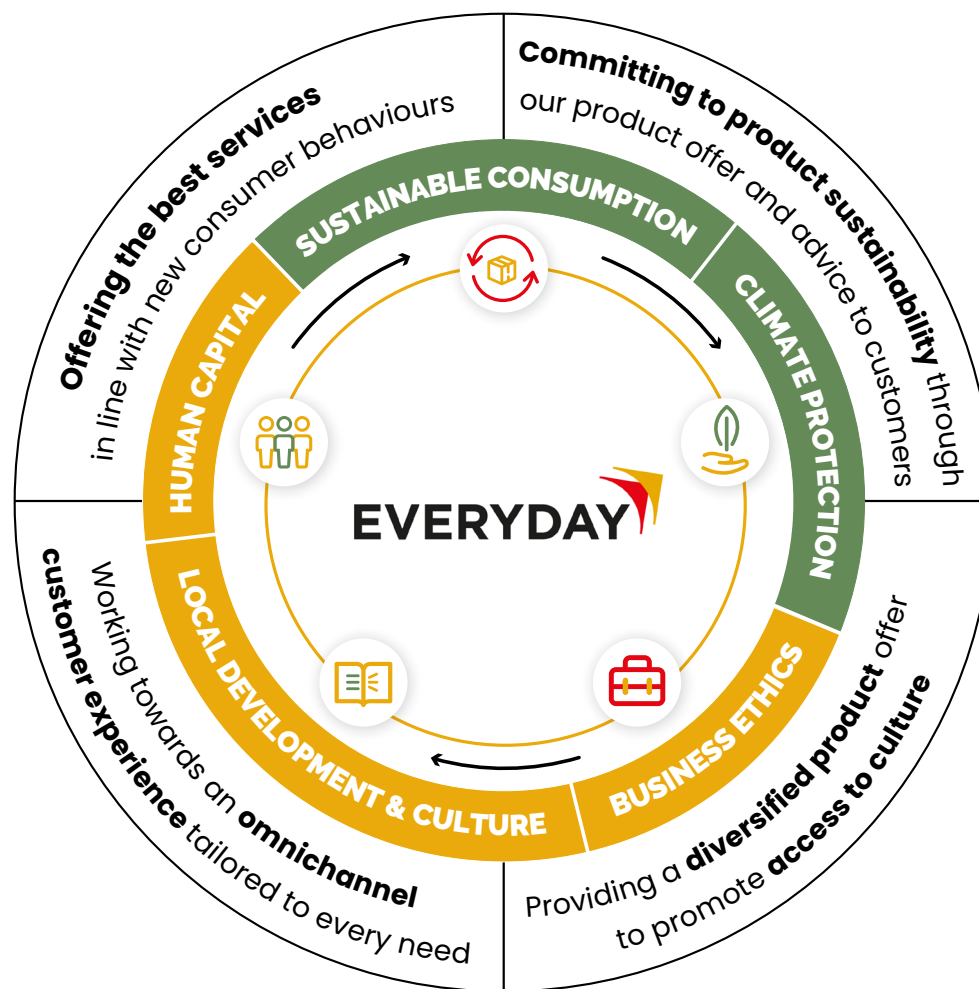 Offering the best services
in line with new consumer behaviours
Committing to product sustainability through
our product offer and advice to customers
SUSTAINABLE CONSUMPTION
CLIMATE PROTECTION
HUMAN CAPITAL
EVERYDAY
LOCAL DEVELOPMENT & CULTURE
BUSINESS ETHICS
Working towards an omnichannel
customer experience tailored to every need
Providing a diversified product offer
to promote access to culture